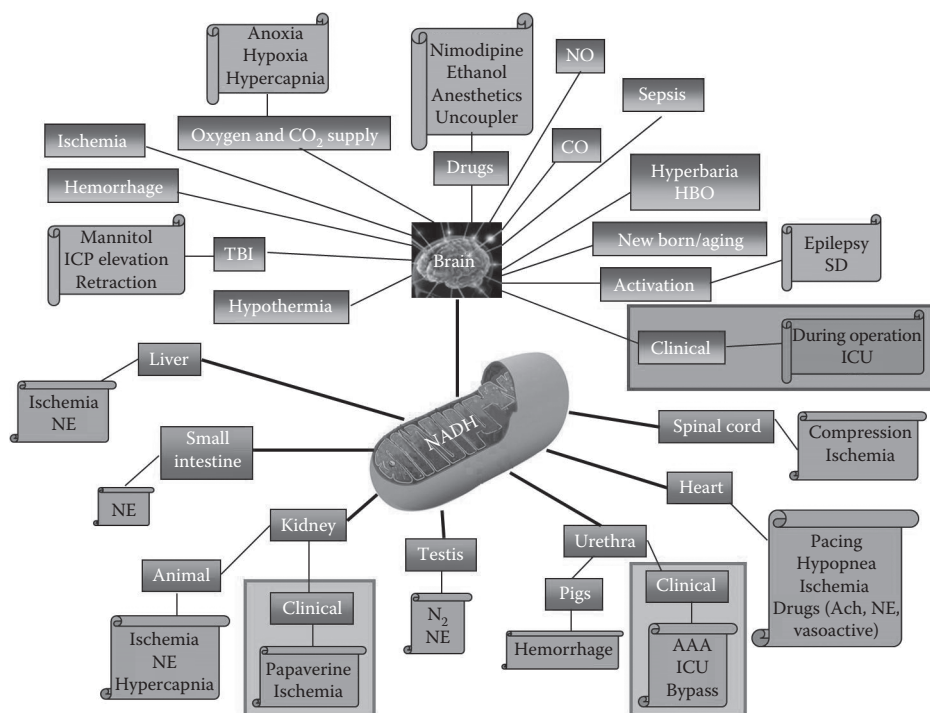 Anoxia
Hypoxia
Hypercapnia
Nimodipine
Ethanol
Anesthetics
Uncoupler
NO
Sepsis
Ischemia
Oxygen and CO₂ supply
Drugs
CO
Hemorrhage
Hyperbaria
HBO
Mannitol
ICP elevation
Retraction
TBI
Brain
New born/aging
Epilepsy
SD
Hypothermia
Activation
Clinical
During operation
ICU
Liver
Ischemia
NE
NADH
Spinal cord
Compression
Ischemia
Small
intestine
NE
Heart
Pacing
Hypopnea
Ischemia
Drugs (Ach, NE,
vasoactive)
Kidney
Animal
Ischemia
NE
Hypercapnia
Clinical
Papaverine
Ischemia
Testis
N₂
NE
Urethra
Pigs
Hemorrhage
Clinical
AAA
ICU
Bypass